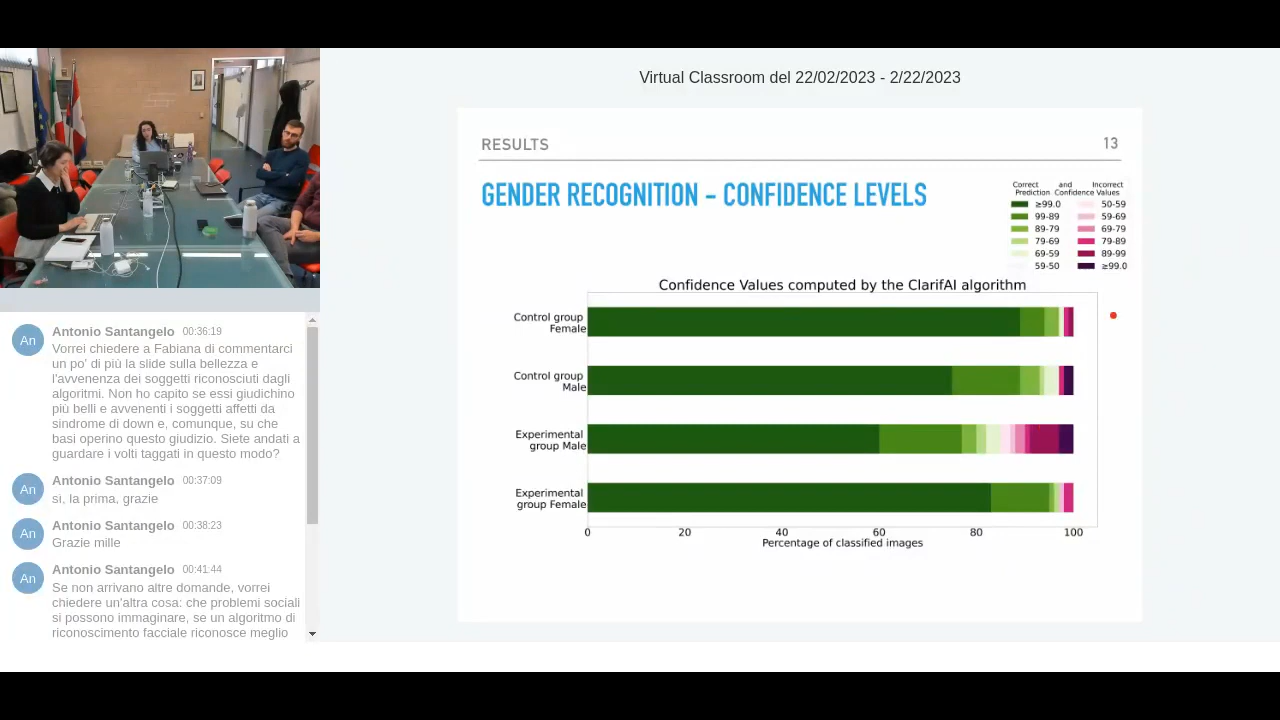 Virtual Classroom del 22/02/2023 - 2/22/2023
RESULTS
13
GENDER RECOGNITION - CONFIDENCE LEVELS
Correct and Incorrect
Prediction Confidence Values
≥99.0 50-59
99-89 59-69
89-79 69-79
79-69 79-89
69-59 89-99
59-50 ≥99.0
Confidence Values computed by the ClarifAI algorithm
Control group
Female
Control group
Male
Experimental
group Male
Experimental
group Female
0 20 40 60 80 100
Percentage of classified images
An
Antonio Santangelo 00:36:19
Vorrei chiedere a Fabiana di commentarci
un po' di più la slide sulla bellezza e
l'avvenenza dei soggetti riconosciuti dagli
algoritmi. Non ho capito se essi giudichino
più belli e avvenenti i soggetti affetti da
sindrome di down e, comunque, su che
basi operino questo giudizio. Siete andati a
guardare i volti taggati in questo modo?
An
Antonio Santangelo 00:37:09
sì, la prima, grazie
An
Antonio Santangelo 00:38:23
Grazie mille
An
Antonio Santangelo 00:41:44
Se non arrivano altre domande, vorrei
chiedere un'altra cosa: che problemi sociali
si possono immaginare, se un algoritmo di
riconoscimento facciale riconosce meglio